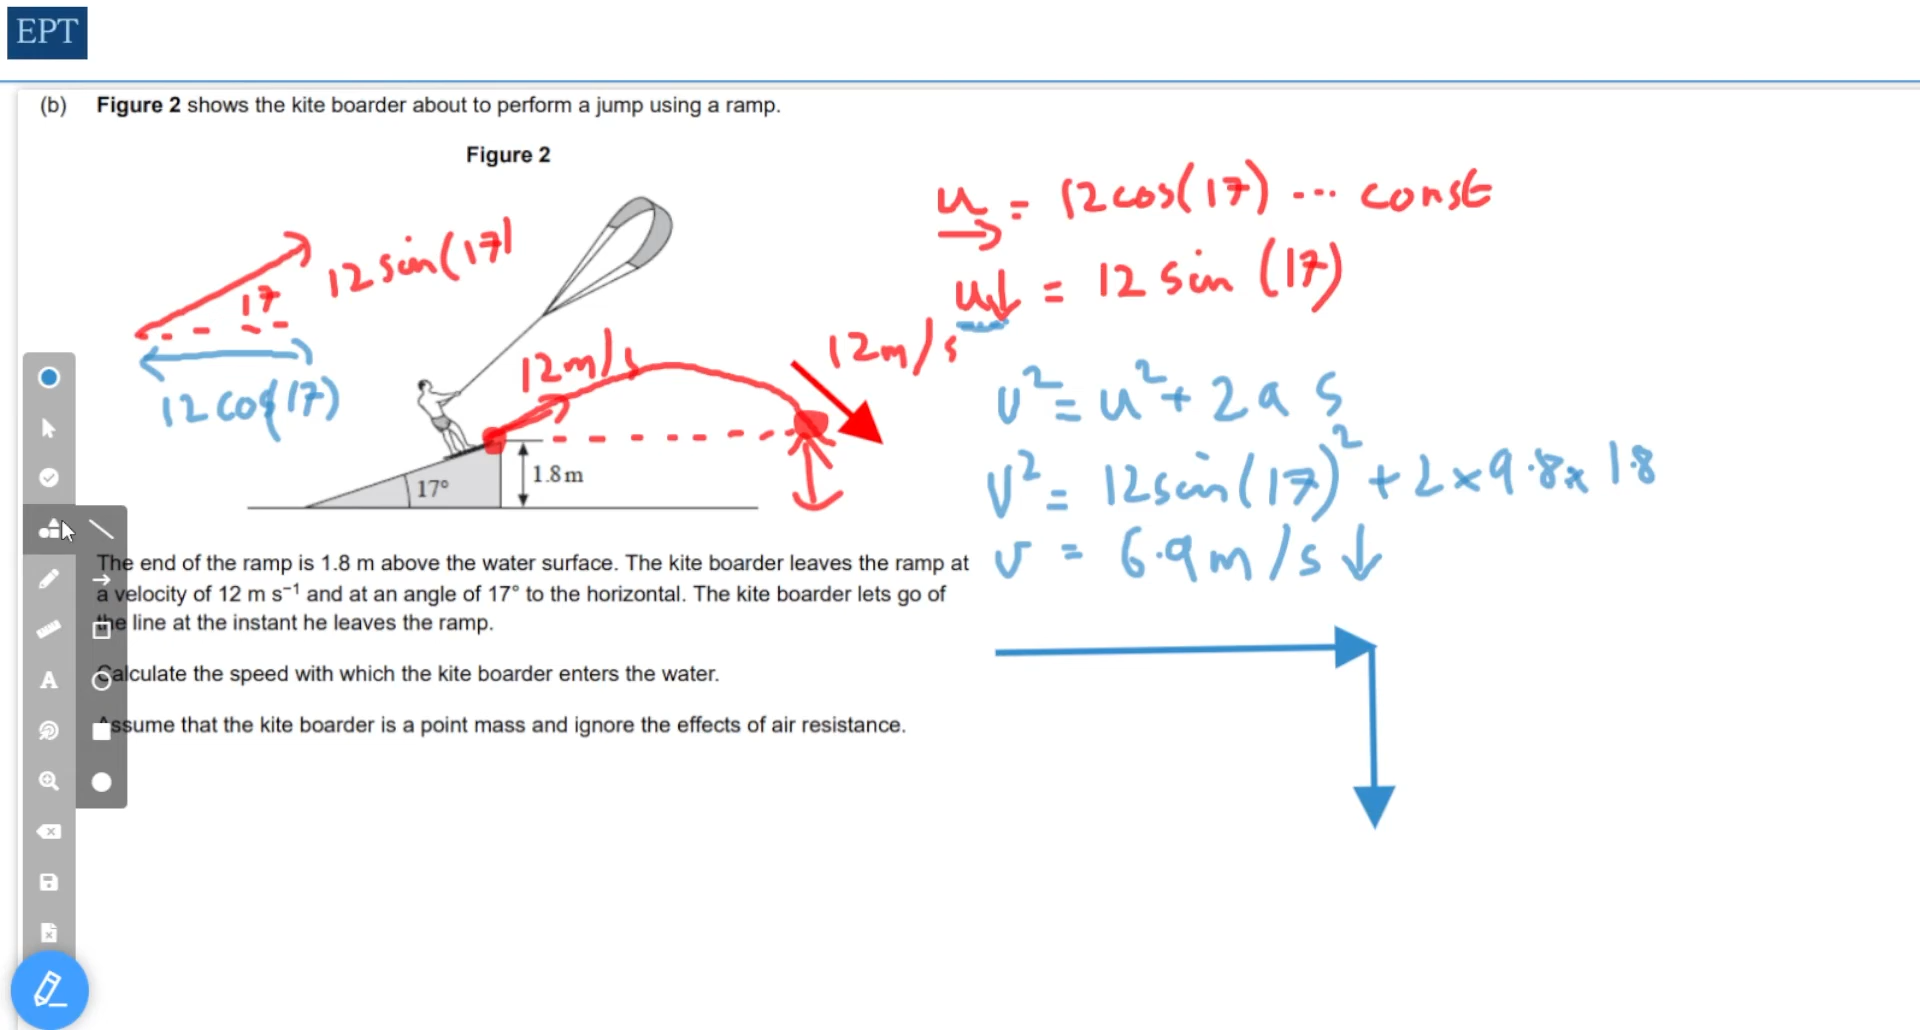 EPT
(b) Figure 2 shows the kite boarder about to perform a jump using a ramp.
Figure 2
12 sin(17)
17
12 cos(17)
12m/s
12m/s
17°
1.8 m
u = 12cos(17) ... const
u↓ = 12 sin (17)
v² = u² + 2 a s
v² = 12sin(17)² + 2 × 9.8 × 1.8
v = 6.9m/s ↓
The end of the ramp is 1.8 m above the water surface. The kite boarder leaves the ramp at
a velocity of 12 m s⁻¹ and at an angle of 17° to the horizontal. The kite boarder lets go of
the line at the instant he leaves the ramp.
Calculate the speed with which the kite boarder enters the water.
Assume that the kite boarder is a point mass and ignore the effects of air resistance.
A